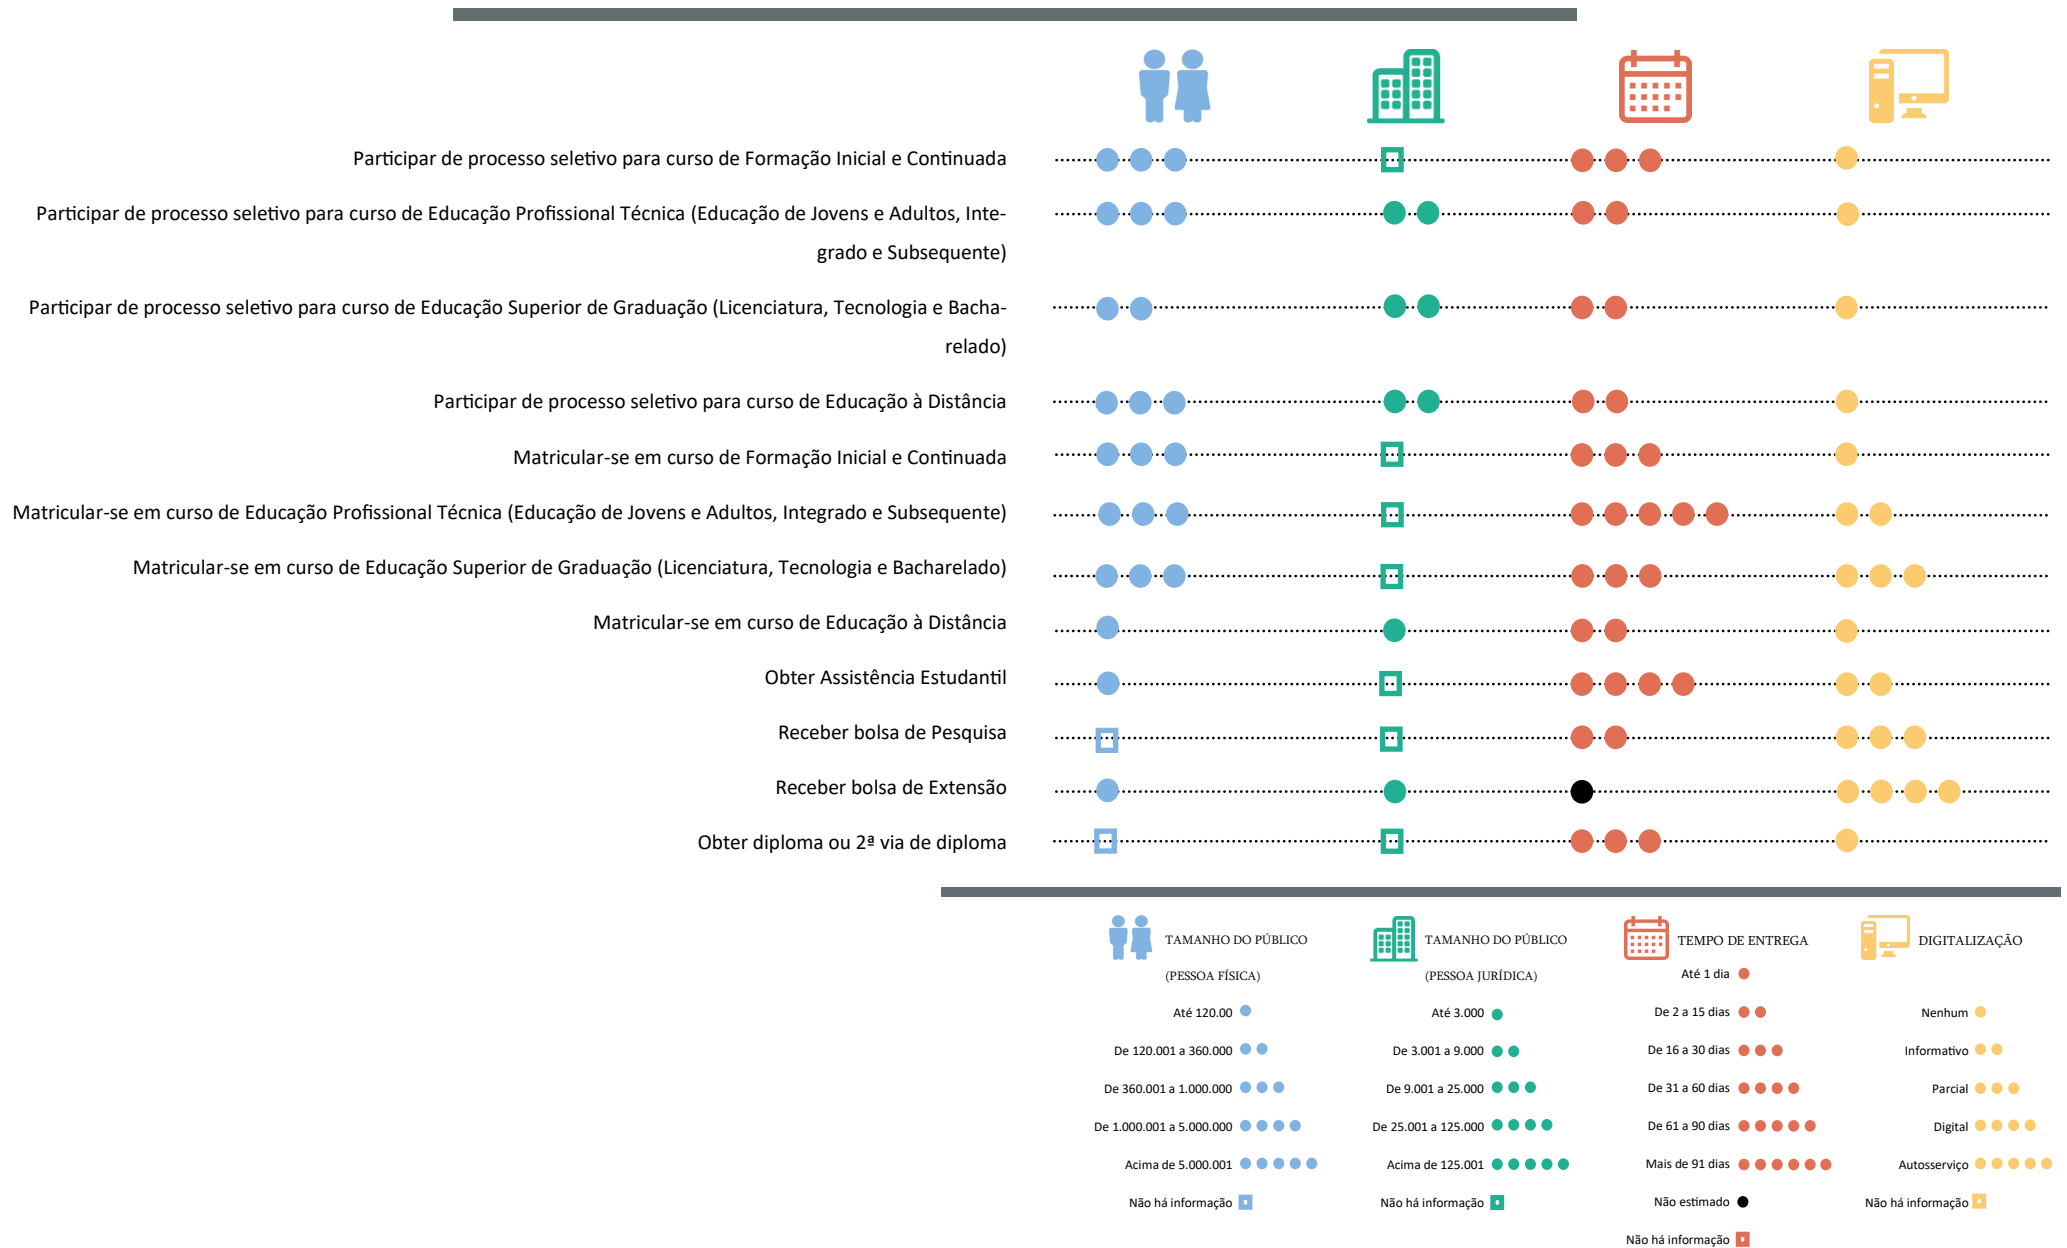 Participar de processo seletivo para curso de Formação Inicial e Continuada
Participar de processo seletivo para curso de Educação Profissional Técnica (Educação de Jovens e Adultos, Inte-
grado e Subsequente)
Participar de processo seletivo para curso de Educação Superior de Graduação (Licenciatura, Tecnologia e Bacha-
relado)
Participar de processo seletivo para curso de Educação à Distância
Matricular-se em curso de Formação Inicial e Continuada
Matricular-se em curso de Educação Profissional Técnica (Educação de Jovens e Adultos, Integrado e Subsequente)
Matricular-se em curso de Educação Superior de Graduação (Licenciatura, Tecnologia e Bacharelado)
Matricular-se em curso de Educação à Distância
Obter Assistência Estudantil
Receber bolsa de Pesquisa
Receber bolsa de Extensão
Obter diploma ou 2ª via de diploma
TAMANHO DO PÚBLICO
(PESSOA FÍSICA)
Até 120.00
De 120.001 a 360.000
De 360.001 a 1.000.000
De 1.000.001 a 5.000.000
Acima de 5.000.001
Não há informação
TAMANHO DO PÚBLICO
(PESSOA JURÍDICA)
Até 3.000
De 3.001 a 9.000
De 9.001 a 25.000
De 25.001 a 125.000
Acima de 125.001
Não há informação
TEMPO DE ENTREGA
Até 1 dia
De 2 a 15 dias
De 16 a 30 dias
De 31 a 60 dias
De 61 a 90 dias
Mais de 91 dias
Não estimado
Não há informação
DIGITALIZAÇÃO
Nenhum
Informativo
Parcial
Digital
Autosserviço
Não há informação